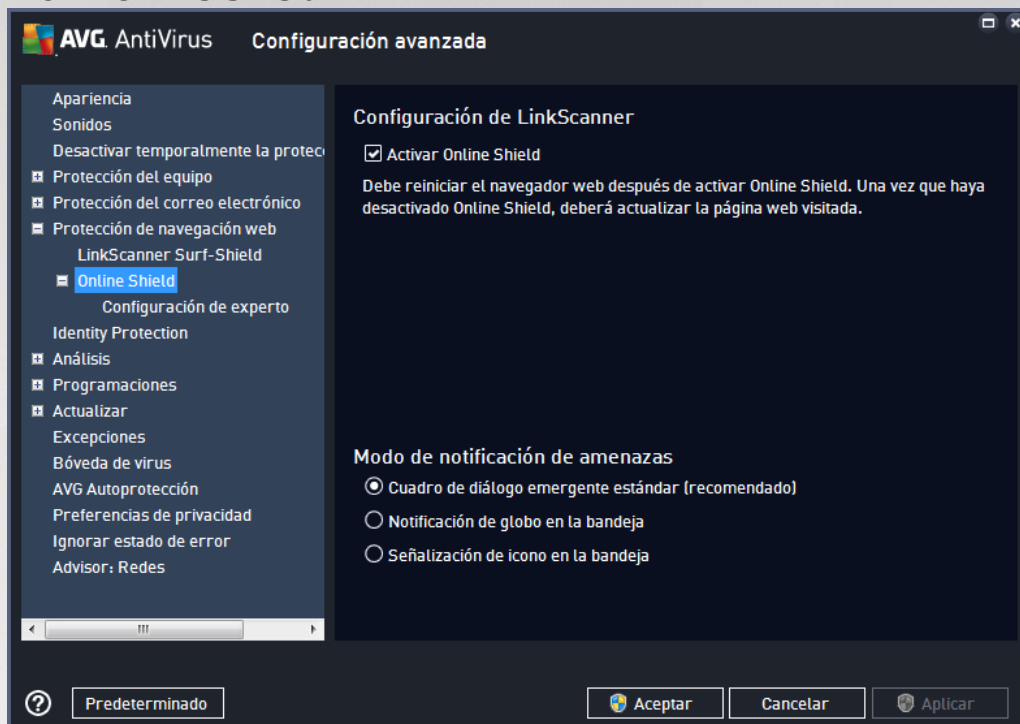 AVG. AntiVirus Configuración avanzada
Apariencia
Sonidos
Desactivar temporalmente la protec
Protección del equipo
Protección del correo electrónico
Protección de navegación web
LinkScanner Surf-Shield
Online Shield
Configuración de experto
Identity Protection
Análisis
Programaciones
Actualizar
Excepciones
Bóveda de virus
AVG Autoprotección
Preferencias de privacidad
Ignorar estado de error
Advisor: Redes
Configuración de LinkScanner
Activar Online Shield
Debe reiniciar el navegador web después de activar Online Shield. Una vez que haya
desactivado Online Shield, deberá actualizar la página web visitada.
Modo de notificación de amenazas
Cuadro de diálogo emergente estándar (recomendado)
Notificación de globo en la bandeja
Señalización de icono en la bandeja
? Predeterminado Aceptar Cancelar Aplicar